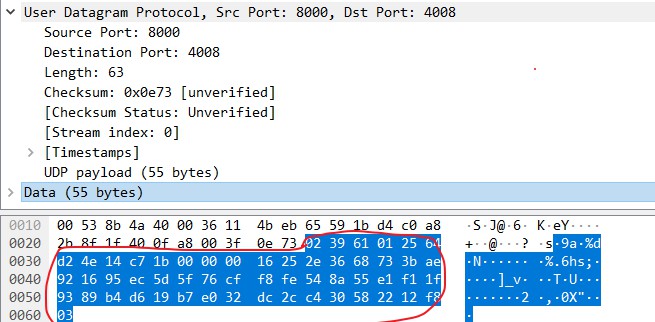 User Datagram Protocol, Src Port: 8000, Dst Port: 4008
Source Port: 8000
Destination Port: 4008
Length: 63
Checksum: 0x0e73 [unverified]
[Checksum Status: Unverified]
[Stream index: 0]
[Timestamps]
UDP payload (55 bytes)
Data (55 bytes)
0010 00 53 8b 4a 40 00 36 11 4b eb 65 59 1b d4 c0 a8 ·S·J@·6·K·eY····
0020 2b 8f 1f 40 0f a8 00 3f 0e 73 02 39 61 01 25 64 +··@···?·s·9a·%d
0030 d2 4e 14 c7 1b 00 00 00 16 25 2e 36 68 73 3b ae ·N·······%.6hs;·
0040 92 16 95 ec 5d 5f 76 cf f8 fe 54 8a 55 e1 f1 1f ····]_v···T·U···
0050 93 89 b4 d6 19 b7 e0 32 dc 2c c4 30 58 22 12 f8 ·······2·,·0X"··
0060 03 ·